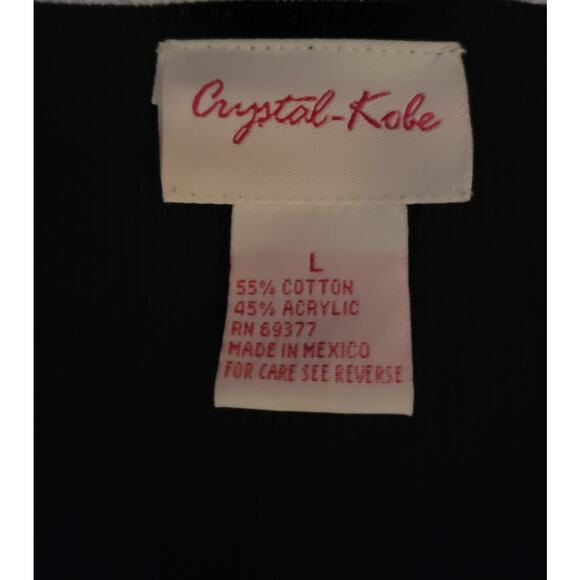 Crystal-Kobe
L
55% COTTON
45% ACRYLIC
RN 69377
MADE IN MEXICO
FOR CARE SEE REVERSE